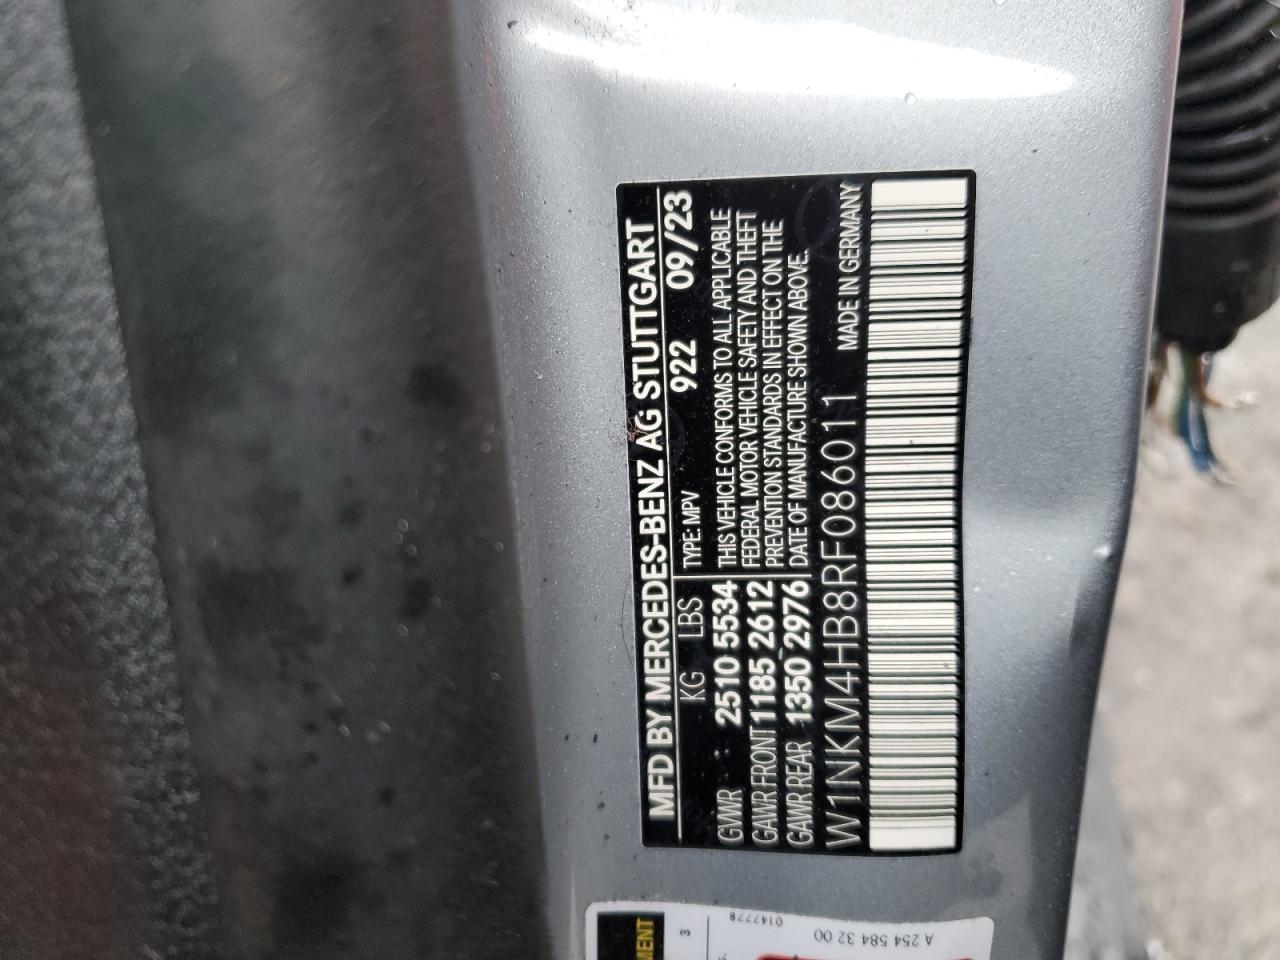 MFD BY MERCEDES-BENZ AG STUTTGART
KG LBS TYPE: MPV 922 09/23
GVWR 2510 5534
GAWR FRONT 1185 2612
GAWR REAR 1350 2976
THIS VEHICLE CONFORMS TO ALL APPLICABLE
FEDERAL MOTOR VEHICLE SAFETY AND THEFT
PREVENTION STANDARDS IN EFFECT ON THE
DATE OF MANUFACTURE SHOWN ABOVE.
W1NKM4HB8RF086011 MADE IN GERMANY
MENT
3
0147778
A 254 584 32 00